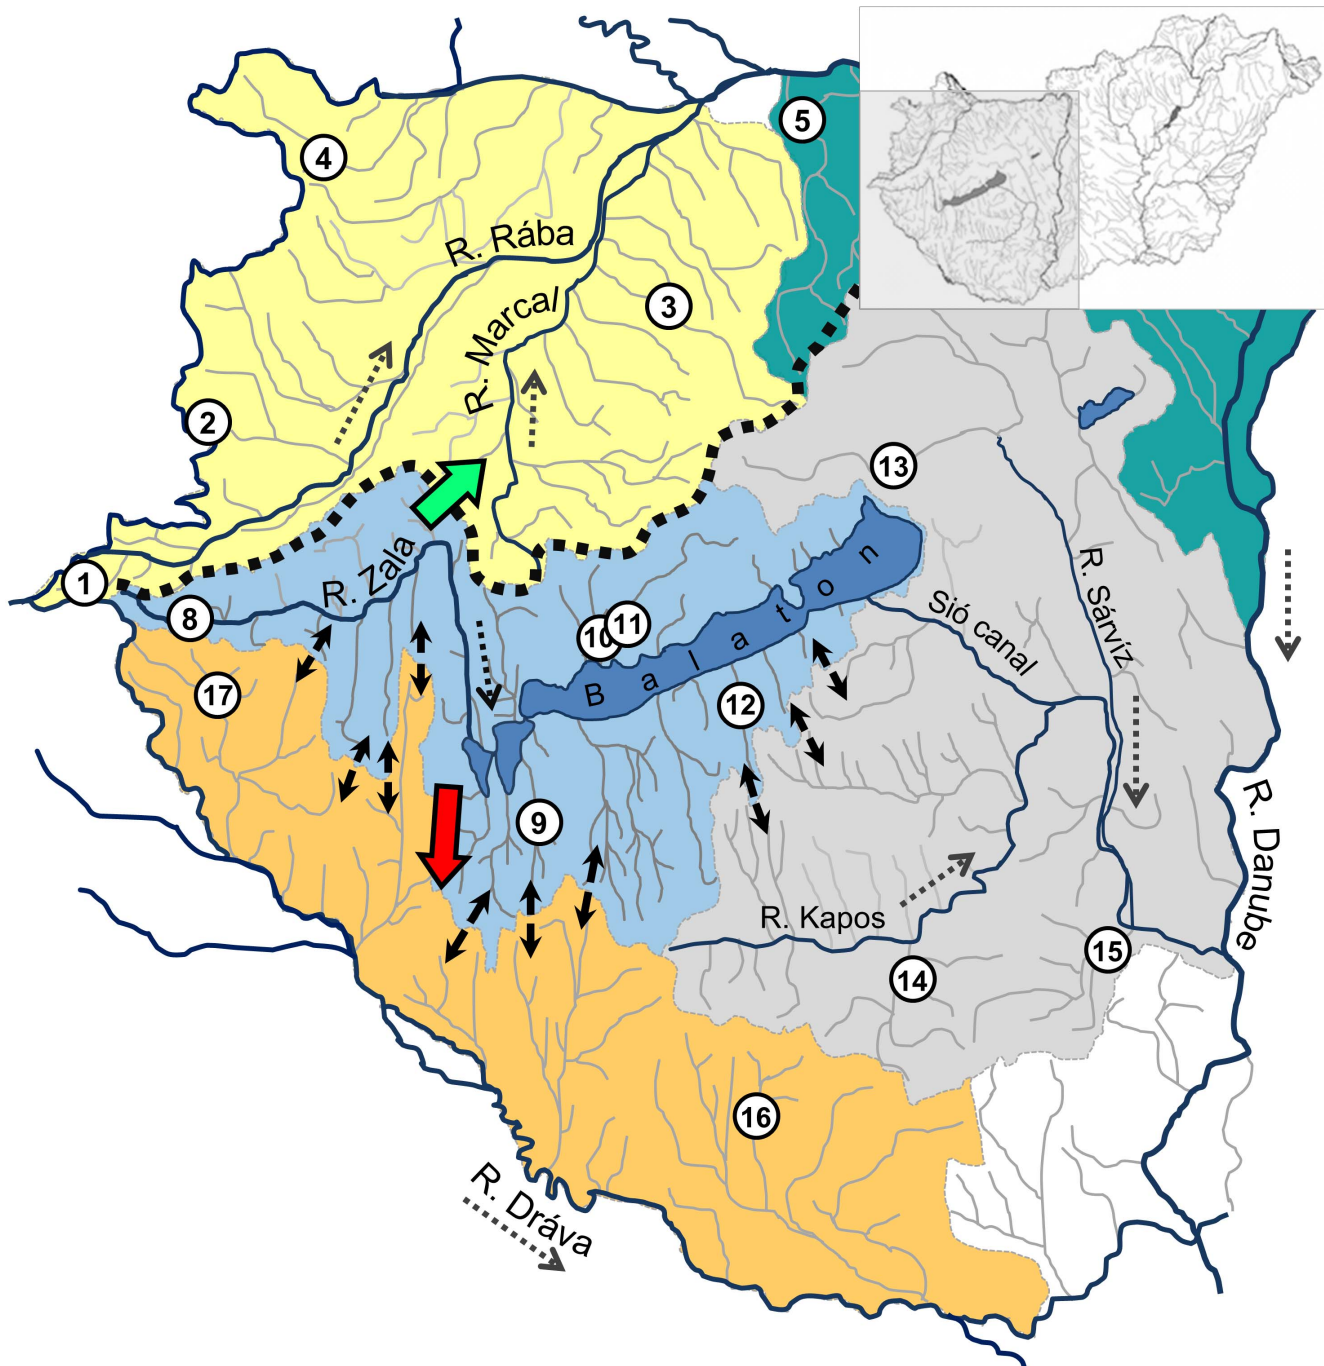 5
4
R. Rába
3
R. Marcal
2
13
R. Zala
1
8
10
11
Balaton
R. Sárvíz
Sió canal
17
12
9
R. Danube
R. Kapos
15
14
16
R. Dráva